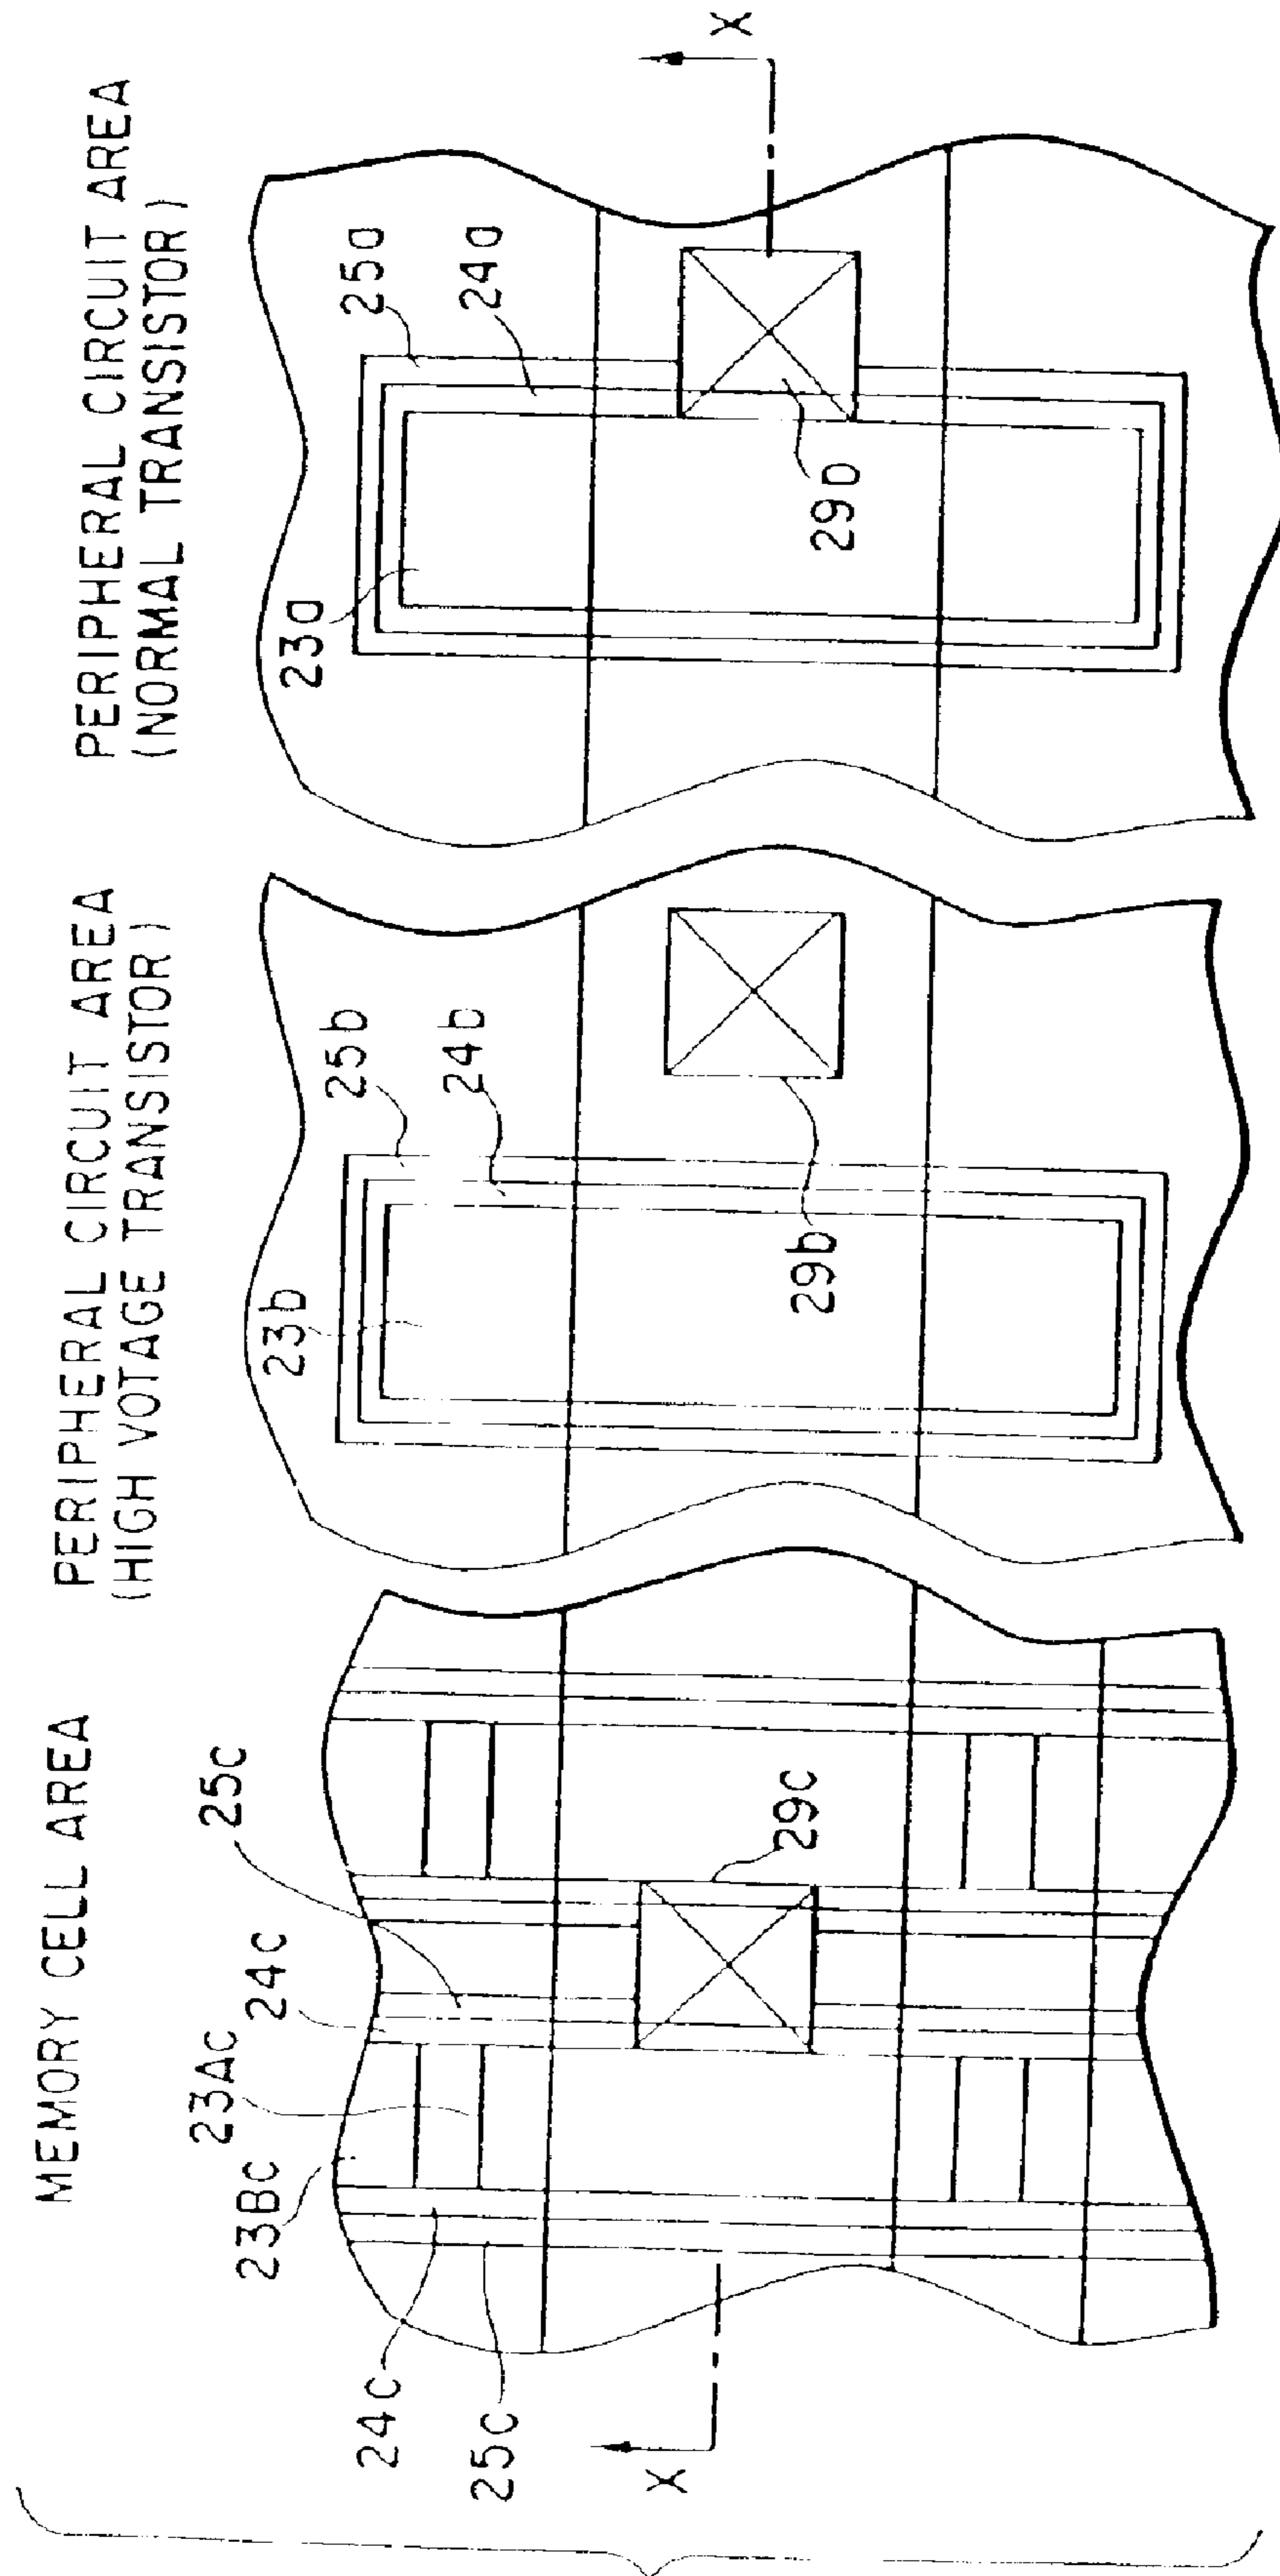 MEMORY CELL AREA
PERIPHERAL CIRCUIT AREA
(HIGH VOTAGE TRANSISTOR)
PERIPHERAL CIRCUIT AREA
(NORMAL TRANSISTOR)
23Bc
23Ac
24c
25c
24c
25c
29c
X
23b
25b
24b
29b
23a
25a
24a
29a
X